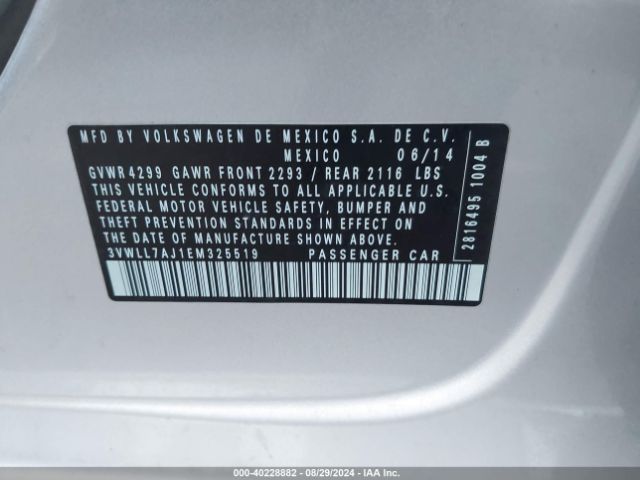 MFD BY VOLKSWAGEN DE MEXICO S.A. DE C.V.
MEXICO 06/14
GVWR 4299 GAWR FRONT 2293 / REAR 2116 LBS
THIS VEHICLE CONFORMS TO ALL APPLICABLE U.S.
FEDERAL MOTOR VEHICLE SAFETY, BUMPER AND
THEFT PREVENTION STANDARDS IN EFFECT ON
THE DATE OF MANUFACTURE SHOWN ABOVE.
3VWLL7AJ1EM325519 PASSENGER CAR
2816495 1004 B
000-40228882 - 08/29/2024 - IAA Inc.